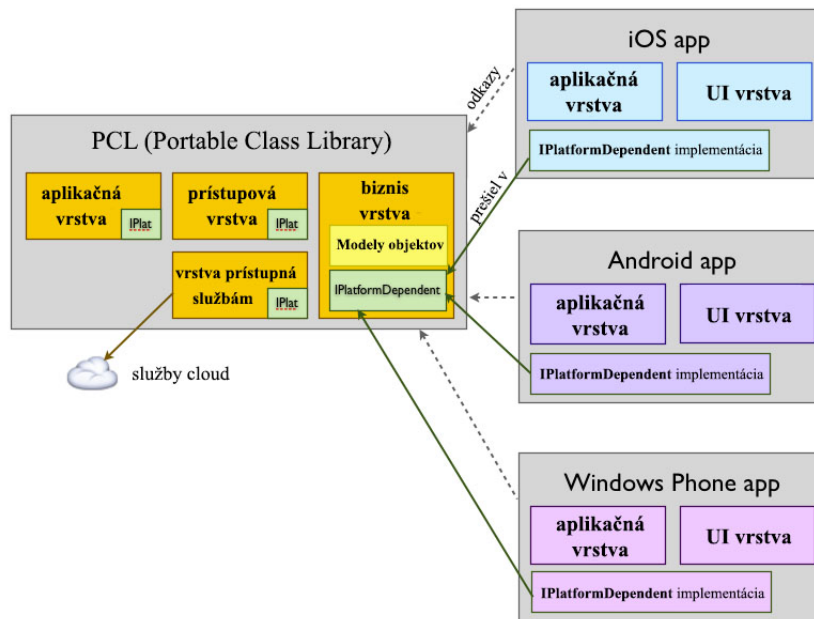 PCL (Portable Class Library)
aplikačná
vrstva
IPlat
prístupová
vrstva
IPlat
biznis
vrstva
Modely objektov
IPlatformDependent
vrstva prístupná
službám
IPlat
služby cloud
odkazy
prešiel v
iOS app
aplikačná
vrstva
UI vrstva
IPlatformDependent implementácia
Android app
aplikačná
vrstva
UI vrstva
IPlatformDependent implementácia
Windows Phone app
aplikačná
vrstva
UI vrstva
IPlatformDependent implementácia